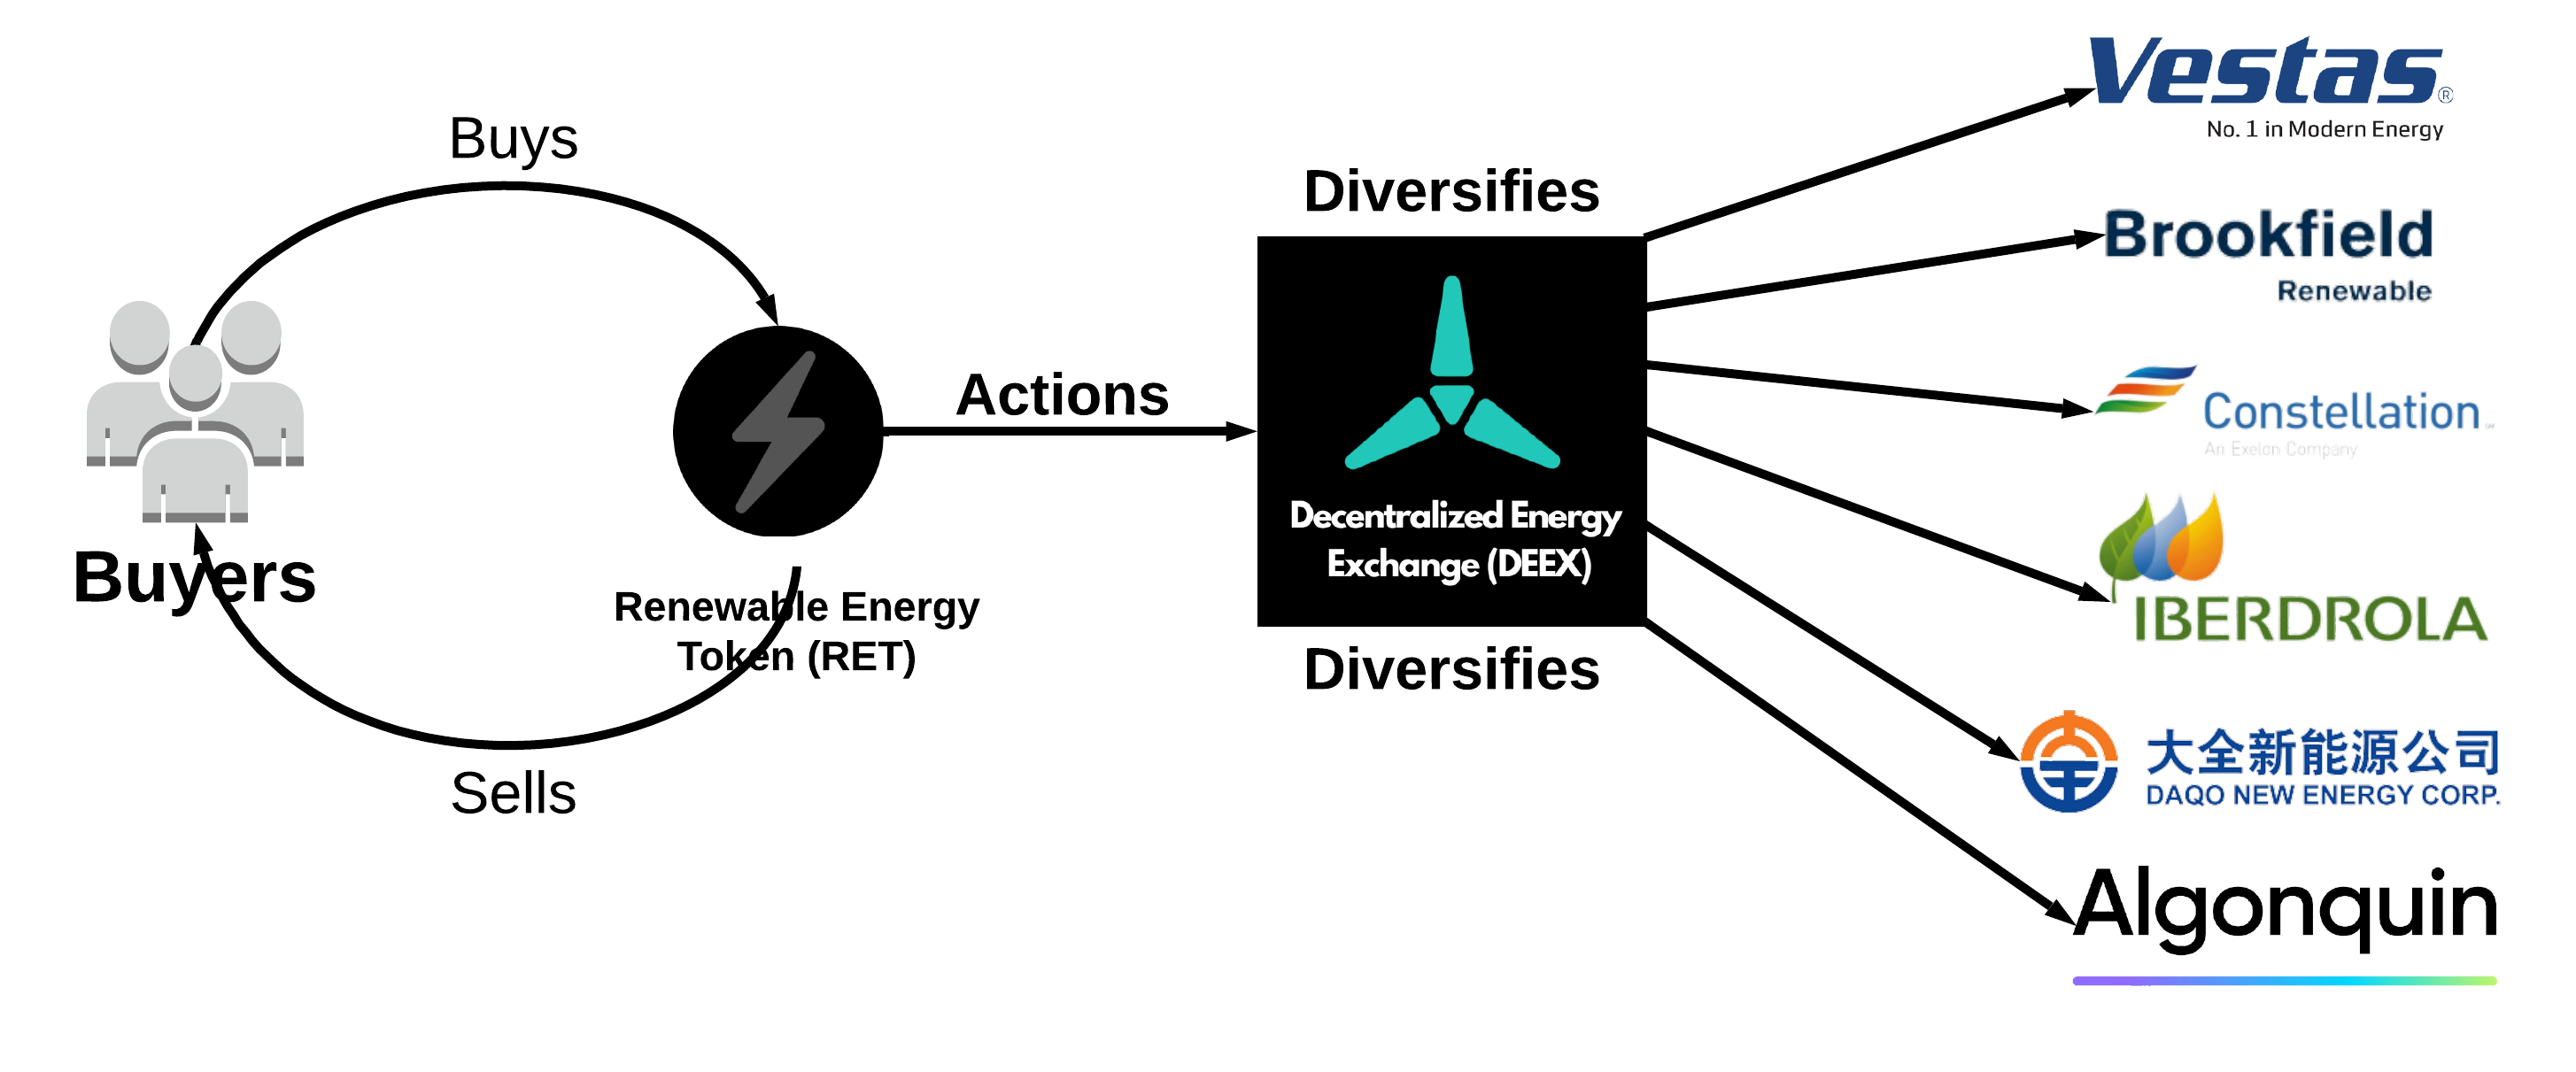 Buys
Buyers
Sells
Renewable Energy
Token (RET)
Actions
Diversifies
Decentralized Energy
Exchange (DEEX)
Diversifies
Vestas®
No. 1 in Modern Energy
Brookfield
Renewable
Constellation
An Exelon Company
IBERDROLA
大全新能源公司
DAQO NEW ENERGY CORP.
Algonquin